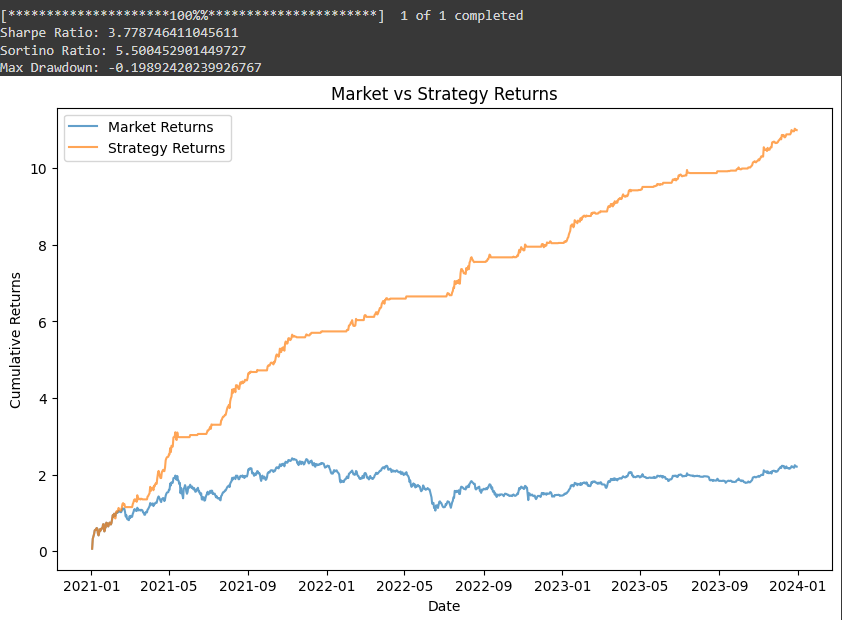 [*********************100%%**********************]  1 of 1 completed
Sharpe Ratio: 3.778746411045611
Sortino Ratio: 5.500452901449727
Max Drawdown: -0.19892420239926767
Market vs Strategy Returns
Market Returns
Strategy Returns
Cumulative Returns
10
8
6
4
2
0
2021-01 2021-05 2021-09 2022-01 2022-05 2022-09 2023-01 2023-05 2023-09 2024-01
Date